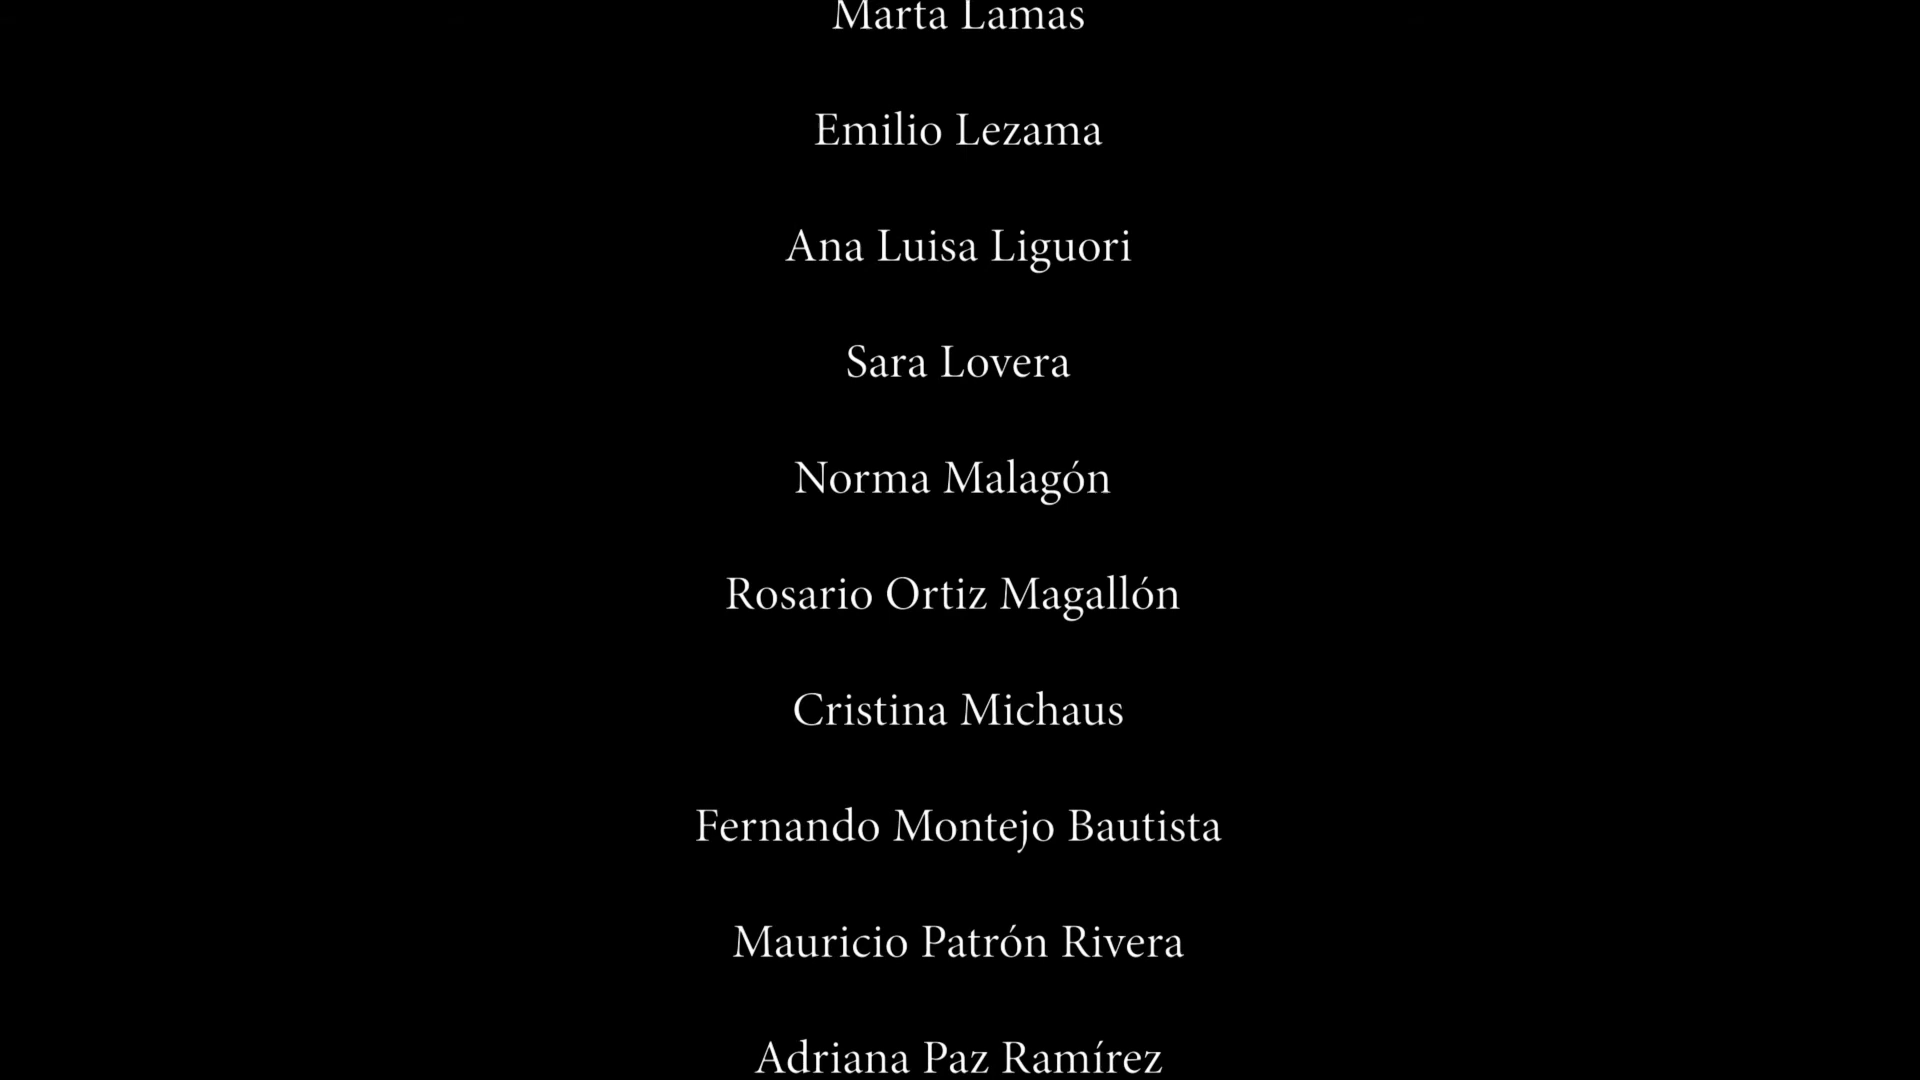 Marta Lamas
Emilio Lezama
Ana Luisa Liguori
Sara Lovera
Norma Malagón
Rosario Ortiz Magallón
Cristina Michaus
Fernando Montejo Bautista
Mauricio Patrón Rivera
Adriana Paz Ramírez